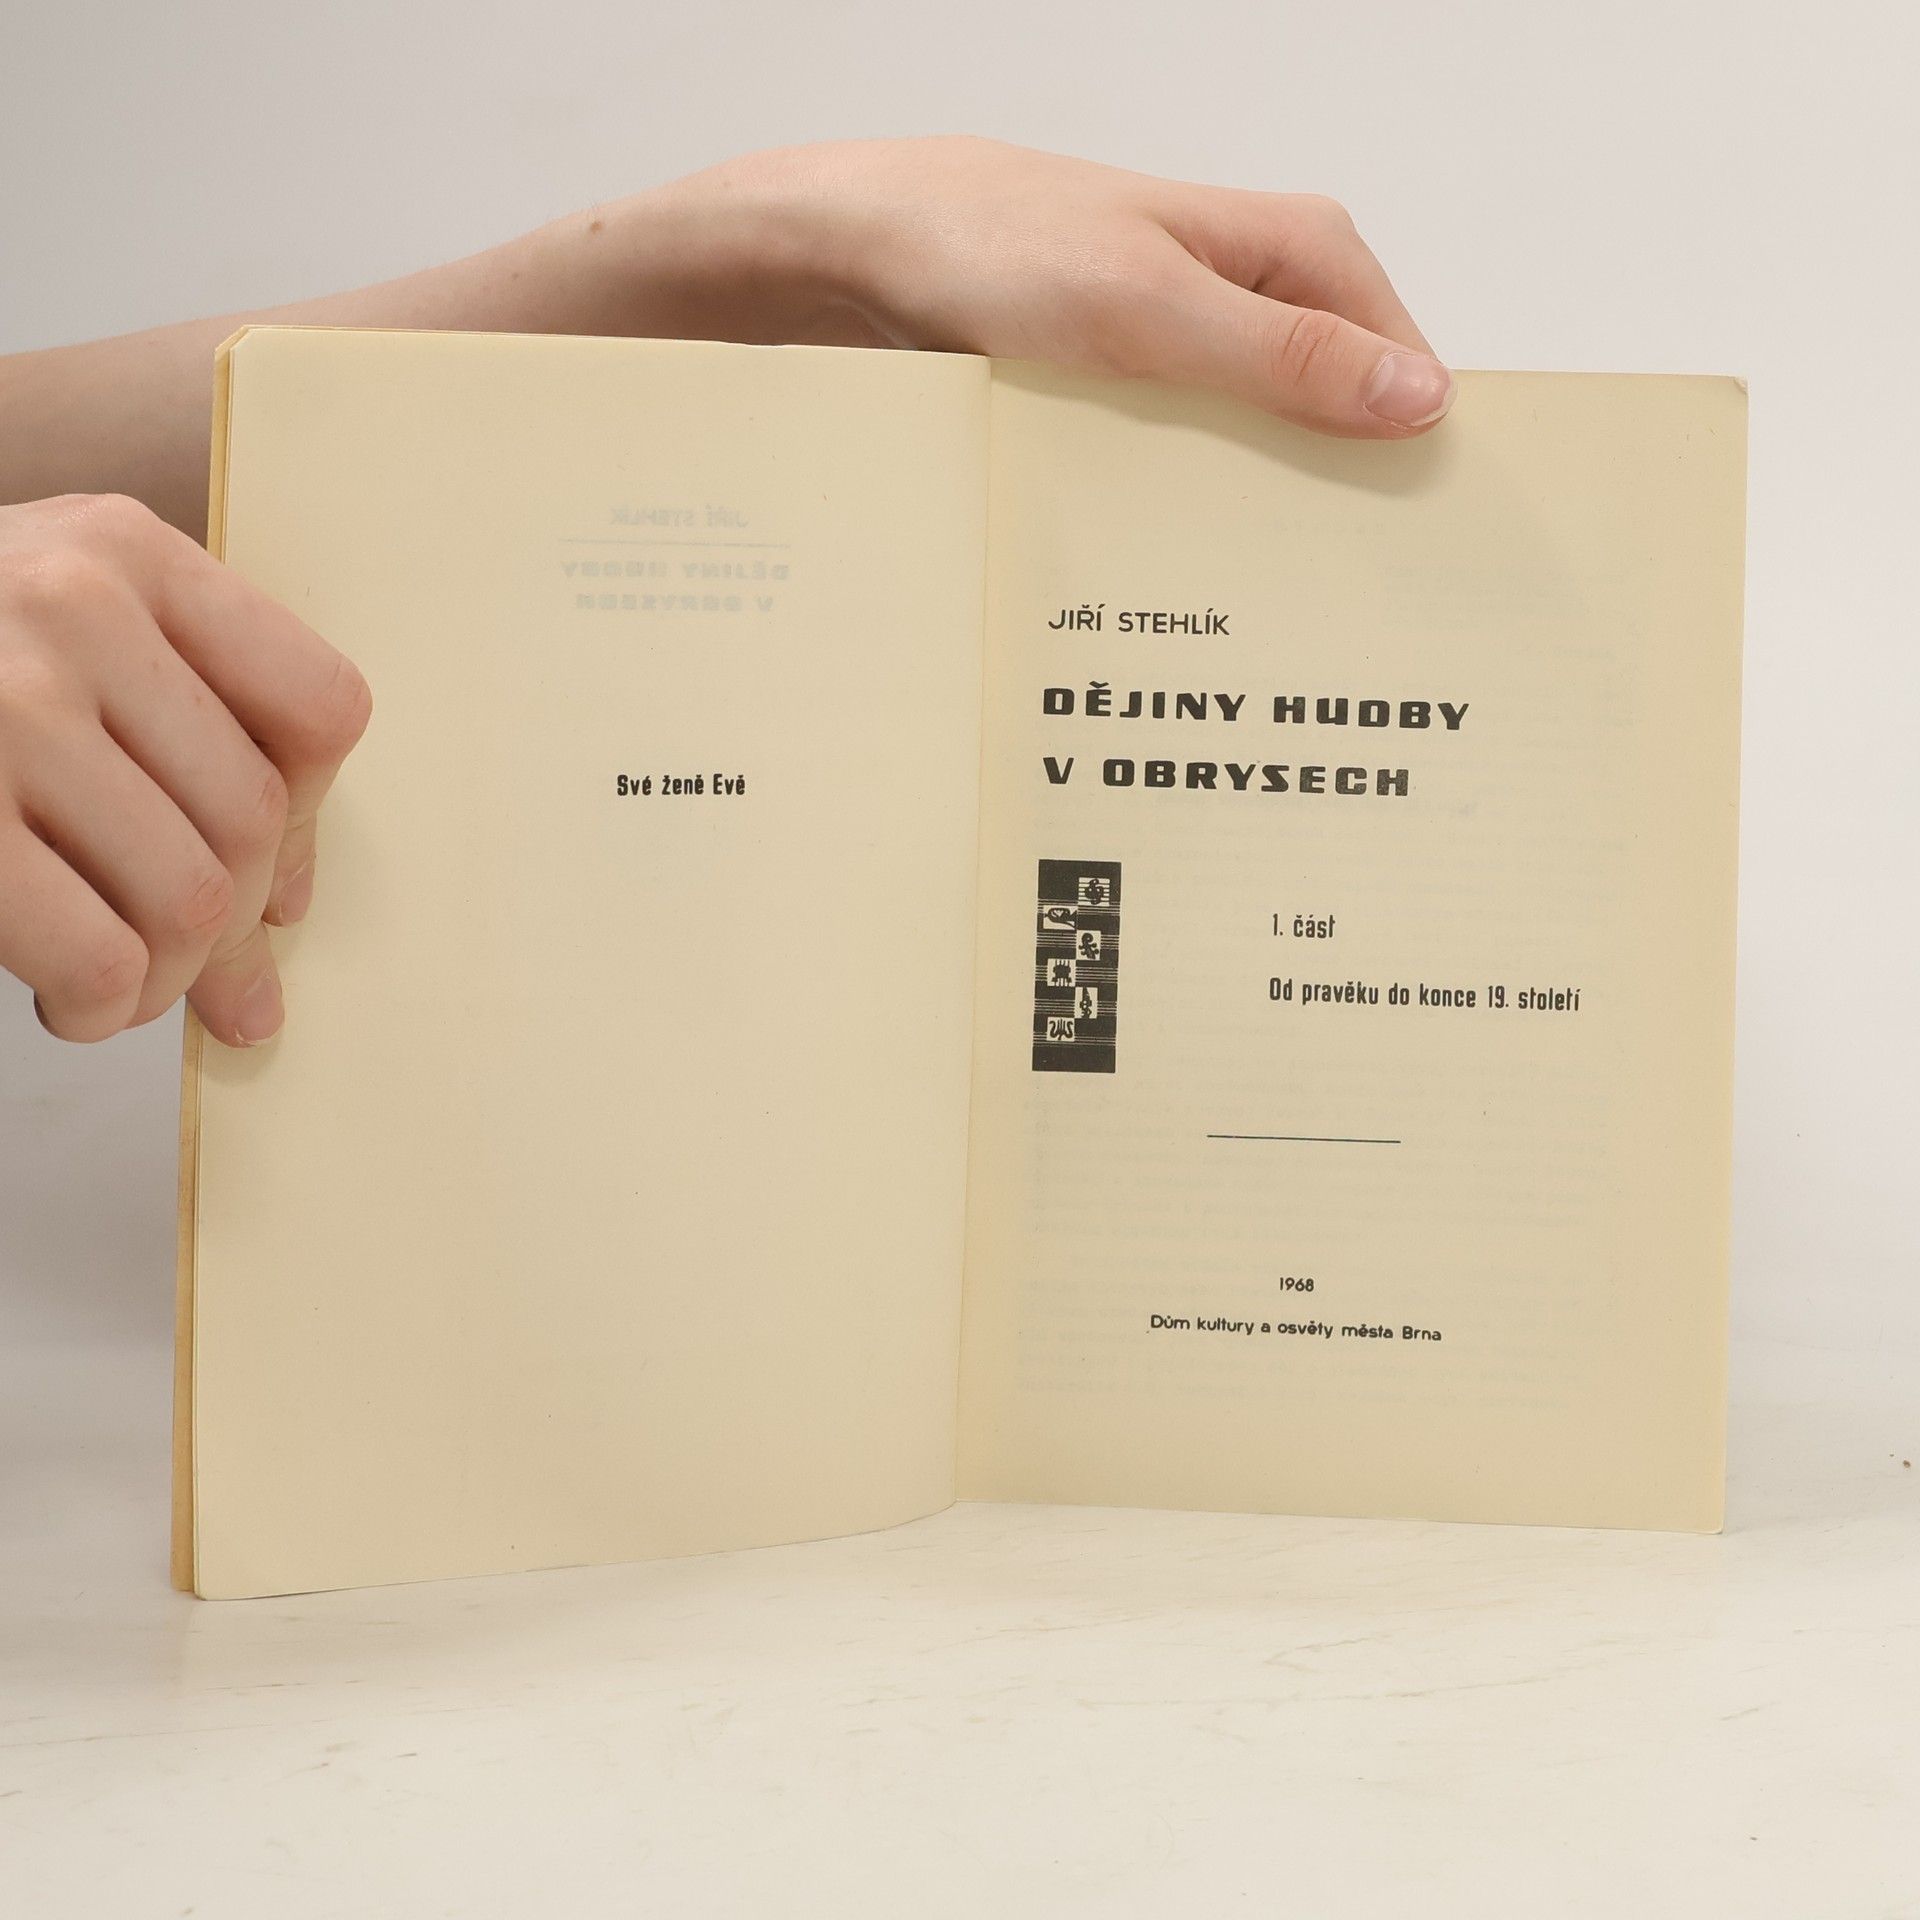 Své ženě Evě
JIŘÍ STEHLÍK
DĚJINY HUDBY
V OBRYSECH
1. část
Od pravěku do konce 19. století
1968
Dům kultury a osvěty města Brna